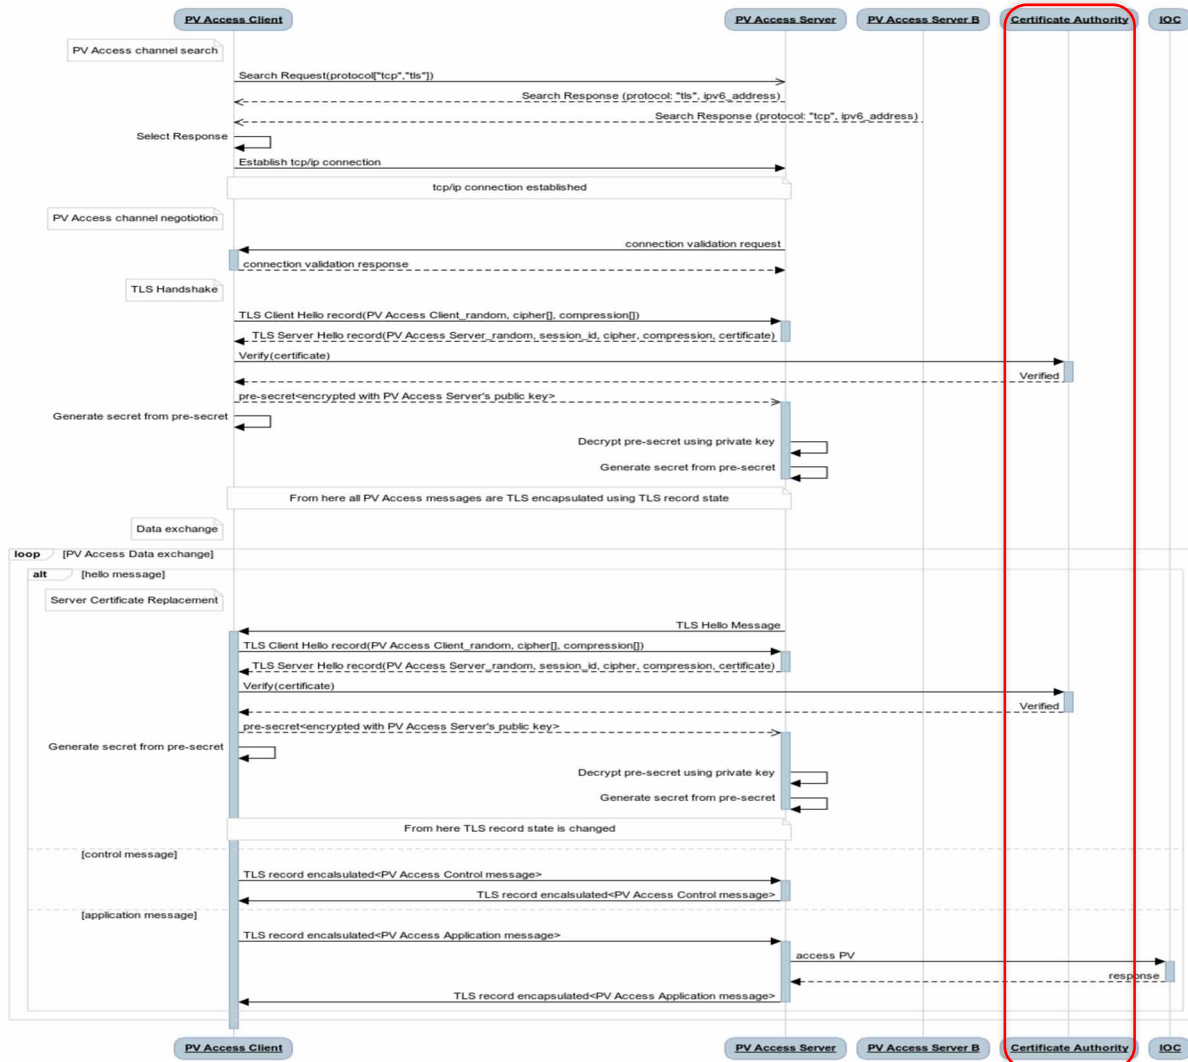 PV Access Client PV Access Server PV Access Server B Certificate Authority IOC
PV Access channel search
Search Request(protocol["tcp","tls"])
Search Response (protocol: "tls", ipv6_address)
Search Response (protocol: "tcp", ipv6_address)
Select Response
Establish tcp/ip connection
tcp/ip connection established
PV Access channel negotiotion
connection validation request
connection validation response
TLS Handshake
TLS Client Hello record(PV Access Client_random, cipher[], compression[])
TLS Server Hello record(PV Access Server_random, session_id, cipher, compression, certificate)
Verify(certificate)
Verified
pre-secret<encrypted with PV Access Server's public key>
Generate secret from pre-secret
Decrypt pre-secret using private key
Generate secret from pre-secret
From here all PV Access messages are TLS encapsulated using TLS record state
Data exchange
loop [PV Access Data exchange]
alt [hello message]
Server Certificate Replacement
TLS Hello Message
TLS Client Hello record(PV Access Client_random, cipher[], compression[])
TLS Server Hello record(PV Access Server_random, session_id, cipher, compression, certificate)
Verify(certificate)
Verified
pre-secret<encrypted with PV Access Server's public key>
Generate secret from pre-secret
Decrypt pre-secret using private key
Generate secret from pre-secret
From here TLS record state is changed
[control message]
TLS record encalsulated<PV Access Control message>
TLS record encalsulated<PV Access Control message>
[application message]
TLS record encalsulated<PV Access Application message>
access PV
response
TLS record encapsulated<PV Access Application message>
PV Access Client PV Access Server PV Access Server B Certificate Authority IOC